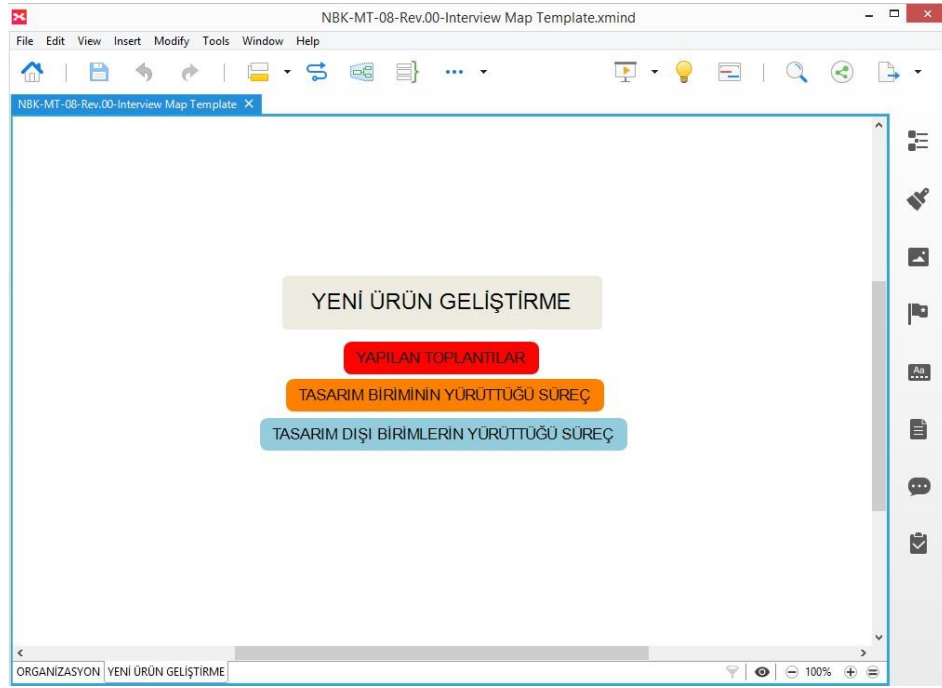 NBK-MT-08-Rev.00-Interview Map Template.xmind
File Edit View Insert Modify Tools Window Help
NBK-MT-08-Rev.00-Interview Map Template
YENİ ÜRÜN GELİŞTİRME
YAPILAN TOPLANTILAR
TASARIM BİRİMİNİN YÜRÜTTÜĞÜ SÜREÇ
TASARIM DIŞI BİRİMLERİN YÜRÜTTÜĞÜ SÜREÇ
Aa
ORGANİZASYON YENİ ÜRÜN GELİŞTİRME 100%